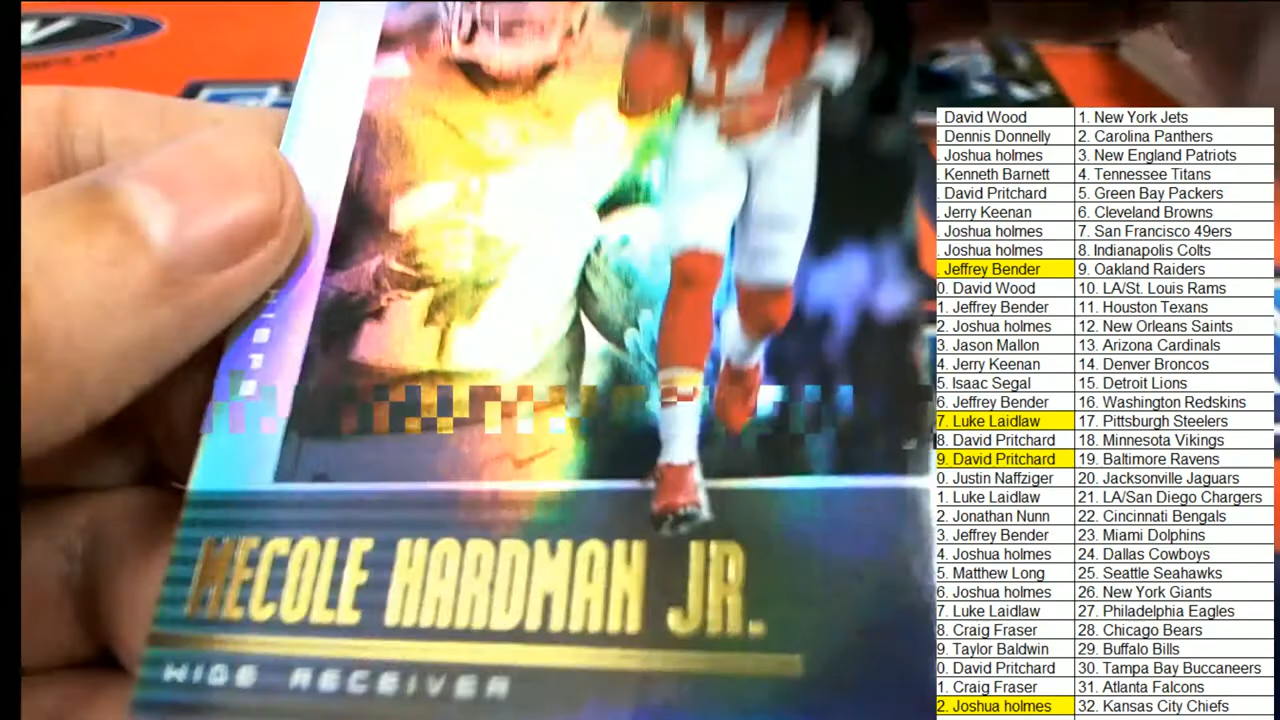 HIEFS
17
MECOLE HARDMAN JR.
WIDE RECEIVER
. David Wood 1. New York Jets
. Dennis Donnelly 2. Carolina Panthers
. Joshua holmes 3. New England Patriots
. Kenneth Barnett 4. Tennessee Titans
. David Pritchard 5. Green Bay Packers
. Jerry Keenan 6. Cleveland Browns
. Joshua holmes 7. San Francisco 49ers
. Joshua holmes 8. Indianapolis Colts
. Jeffrey Bender 9. Oakland Raiders
0. David Wood 10. LA/St. Louis Rams
1. Jeffrey Bender 11. Houston Texans
2. Joshua holmes 12. New Orleans Saints
3. Jason Mallon 13. Arizona Cardinals
4. Jerry Keenan 14. Denver Broncos
5. Isaac Segal 15. Detroit Lions
6. Jeffrey Bender 16. Washington Redskins
7. Luke Laidlaw 17. Pittsburgh Steelers
8. David Pritchard 18. Minnesota Vikings
9. David Pritchard 19. Baltimore Ravens
0. Justin Naffziger 20. Jacksonville Jaguars
1. Luke Laidlaw 21. LA/San Diego Chargers
2. Jonathan Nunn 22. Cincinnati Bengals
3. Jeffrey Bender 23. Miami Dolphins
4. Joshua holmes 24. Dallas Cowboys
5. Matthew Long 25. Seattle Seahawks
6. Joshua holmes 26. New York Giants
7. Luke Laidlaw 27. Philadelphia Eagles
8. Craig Fraser 28. Chicago Bears
9. Taylor Baldwin 29. Buffalo Bills
0. David Pritchard 30. Tampa Bay Buccaneers
1. Craig Fraser 31. Atlanta Falcons
2. Joshua holmes 32. Kansas City Chiefs